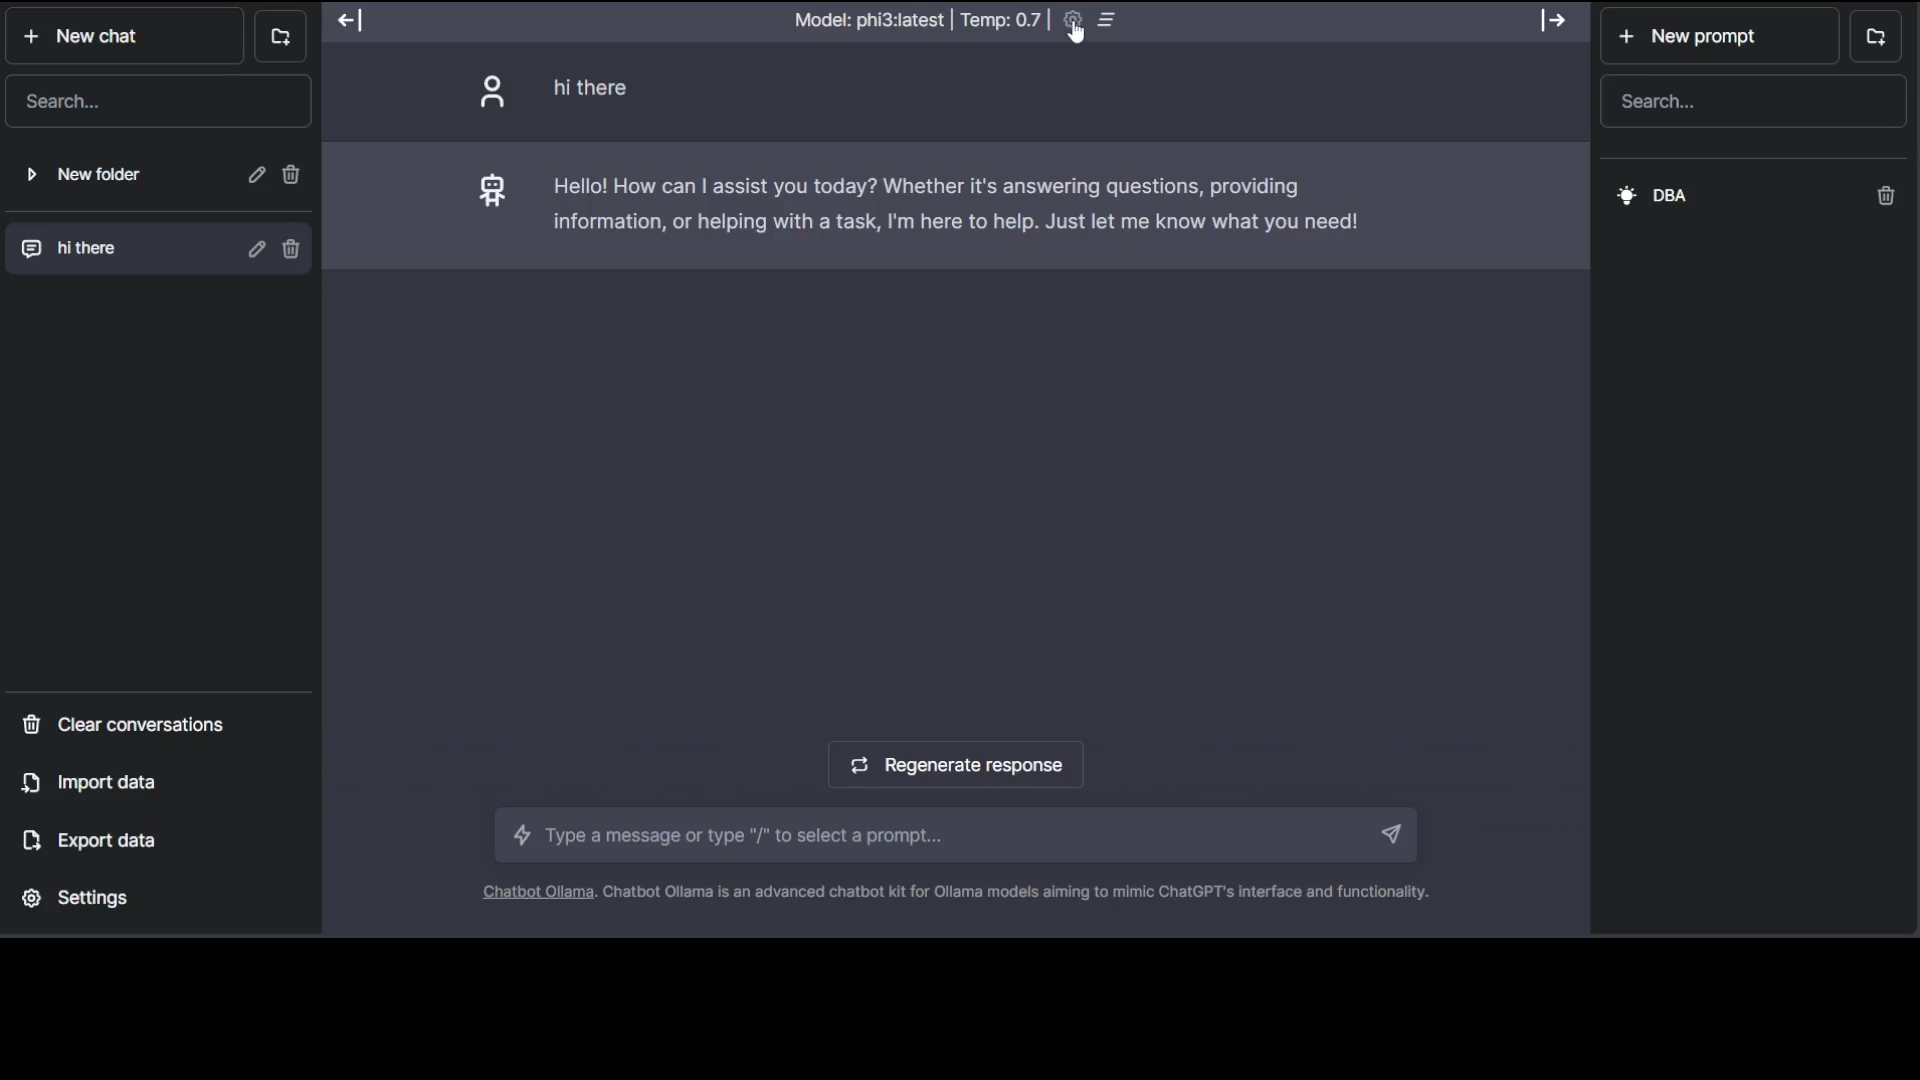 New chat
Search...
New folder
hi there
Clear conversations
Import data
Export data
Settings
Model: phi3:latest | Temp: 0.7 |
hi there
Hello! How can I assist you today? Whether it's answering questions, providing
information, or helping with a task, I'm here to help. Just let me know what you need!
Regenerate response
Type a message or type "/" to select a prompt...
Chatbot Ollama. Chatbot Ollama is an advanced chatbot kit for Ollama models aiming to mimic ChatGPT's interface and functionality.
New prompt
Search...
DBA